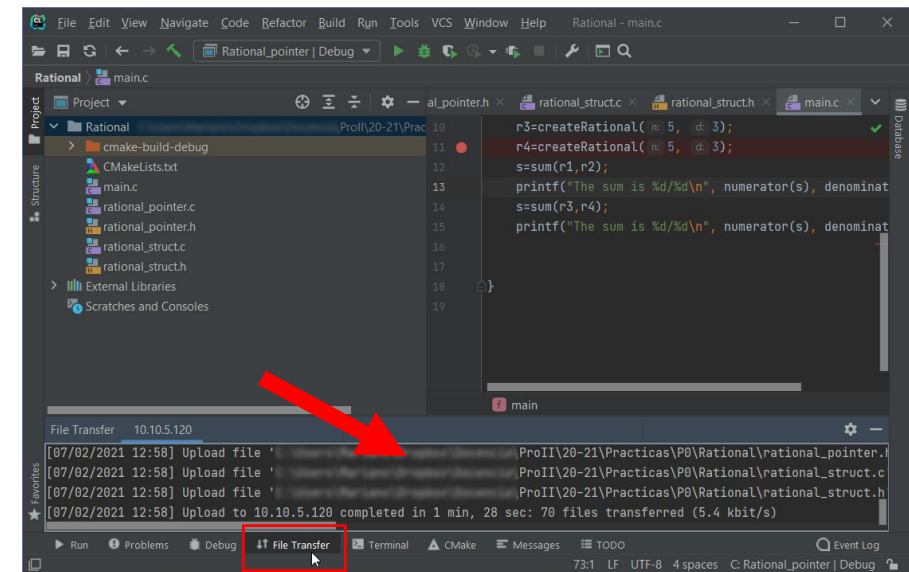 File Edit View Navigate Code Refactor Build Run Tools VCS Window Help Rational - main.c
Rational_pointer | Debug
Rational main.c
Project
al_pointer.h rational_struct.c rational_struct.h main.c
Project
Structure
Favorites
Database
Rational ProII\20-21\Prac
cmake-build-debug
CMakeLists.txt
main.c
rational_pointer.c
rational_pointer.h
rational_struct.c
rational_struct.h
External Libraries
Scratches and Consoles
10 r3=createRational( n: 5, d: 3);
11 r4=createRational( n: 5, d: 3);
12 s=sum(r1,r2);
13 printf("The sum is %d/%d\n", numerator(s), denominat
14 s=sum(r3,r4);
15 printf("The sum is %d/%d\n", numerator(s), denominat
16
17
18 }
19
f main
File Transfer 10.10.5.120
[07/02/2021 12:58] Upload file ' ProII\20-21\Practicas\P0\Rational\rational_pointer.h
[07/02/2021 12:58] Upload file ' \ProII\20-21\Practicas\P0\Rational\rational_struct.c
[07/02/2021 12:58] Upload file ' ProII\20-21\Practicas\P0\Rational\rational_struct.h'
[07/02/2021 12:58] Upload to 10.10.5.120 completed in 1 min, 28 sec: 70 files transferred (5.4 kbit/s)
Run Problems Debug File Transfer Terminal CMake Messages TODO Event Log
73:1 LF UTF-8 4 spaces C: Rational_pointer | Debug